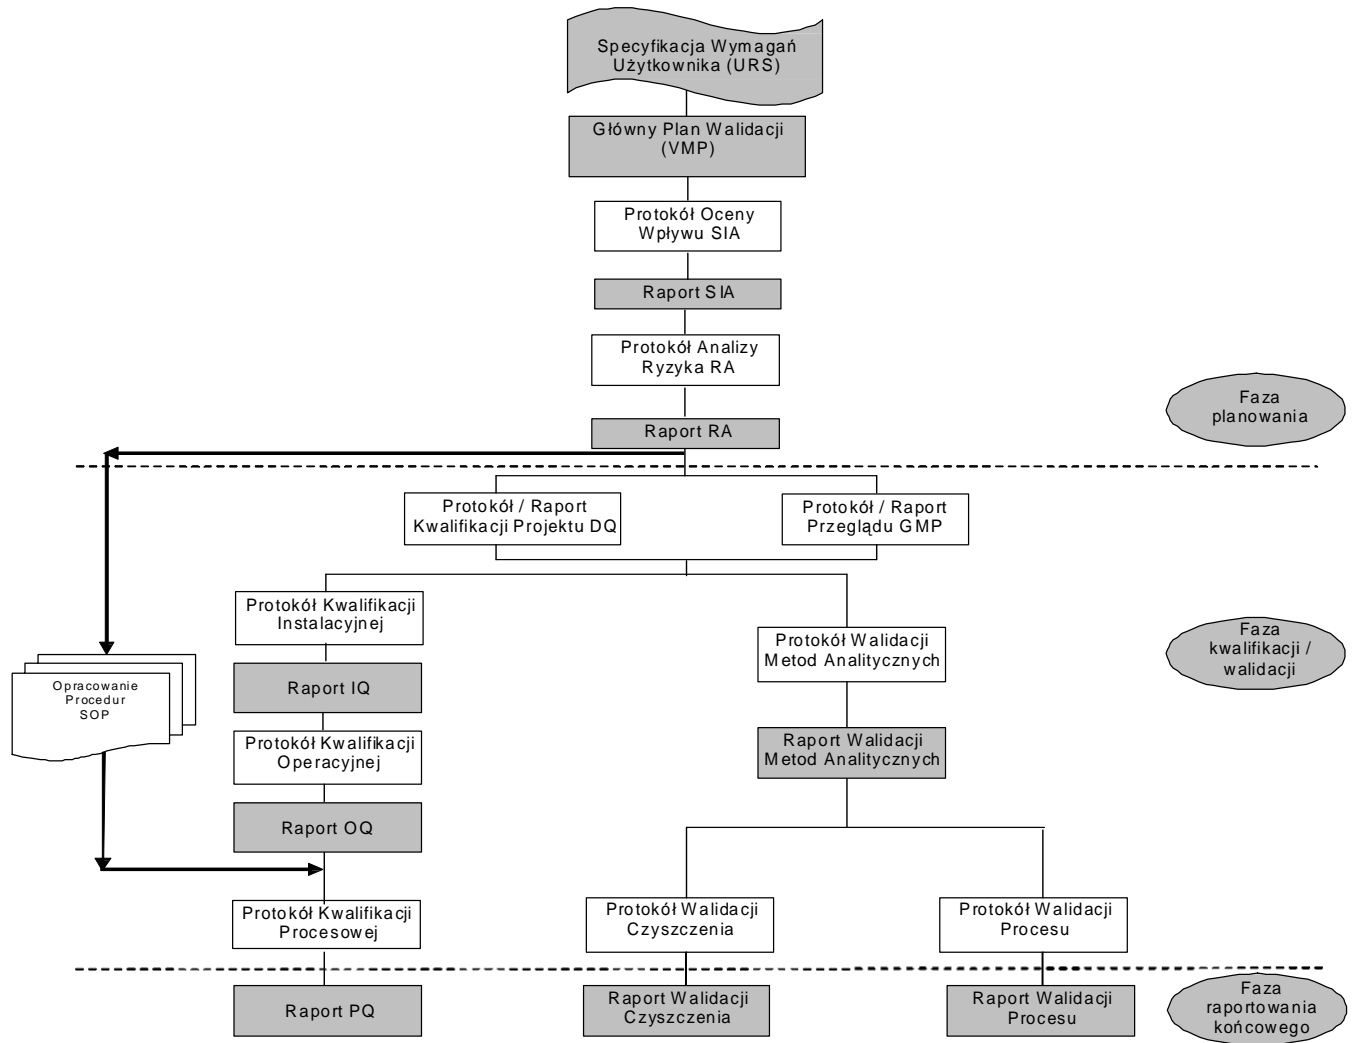 Specyfikacja Wymagań
Użytkownika (URS)
Główny Plan Walidacji
(VMP)
Protokół Oceny
Wpływu SIA
Raport SIA
Protokół Analizy
Ryzyka RA
Raport RA
Faza
planowania
Protokół / Raport
Kwalifikacji Projektu DQ
Protokół / Raport
Przeglądu GMP
Protokół Kwalifikacji
Instalacyjnej
Raport IQ
Protokół Kwalifikacji
Operacyjnej
Raport OQ
Opracowanie
Procedur
SOP
Protokół Walidacji
Metod Analitycznych
Raport Walidacji
Metod Analitycznych
Faza
kwalifikacji /
walidacji
Protokół Kwalifikacji
Procesowej
Protokół Walidacji
Czyszczenia
Protokół Walidacji
Procesu
Raport PQ
Raport Walidacji
Czyszczenia
Raport Walidacji
Procesu
Faza
raportowania
końcowego